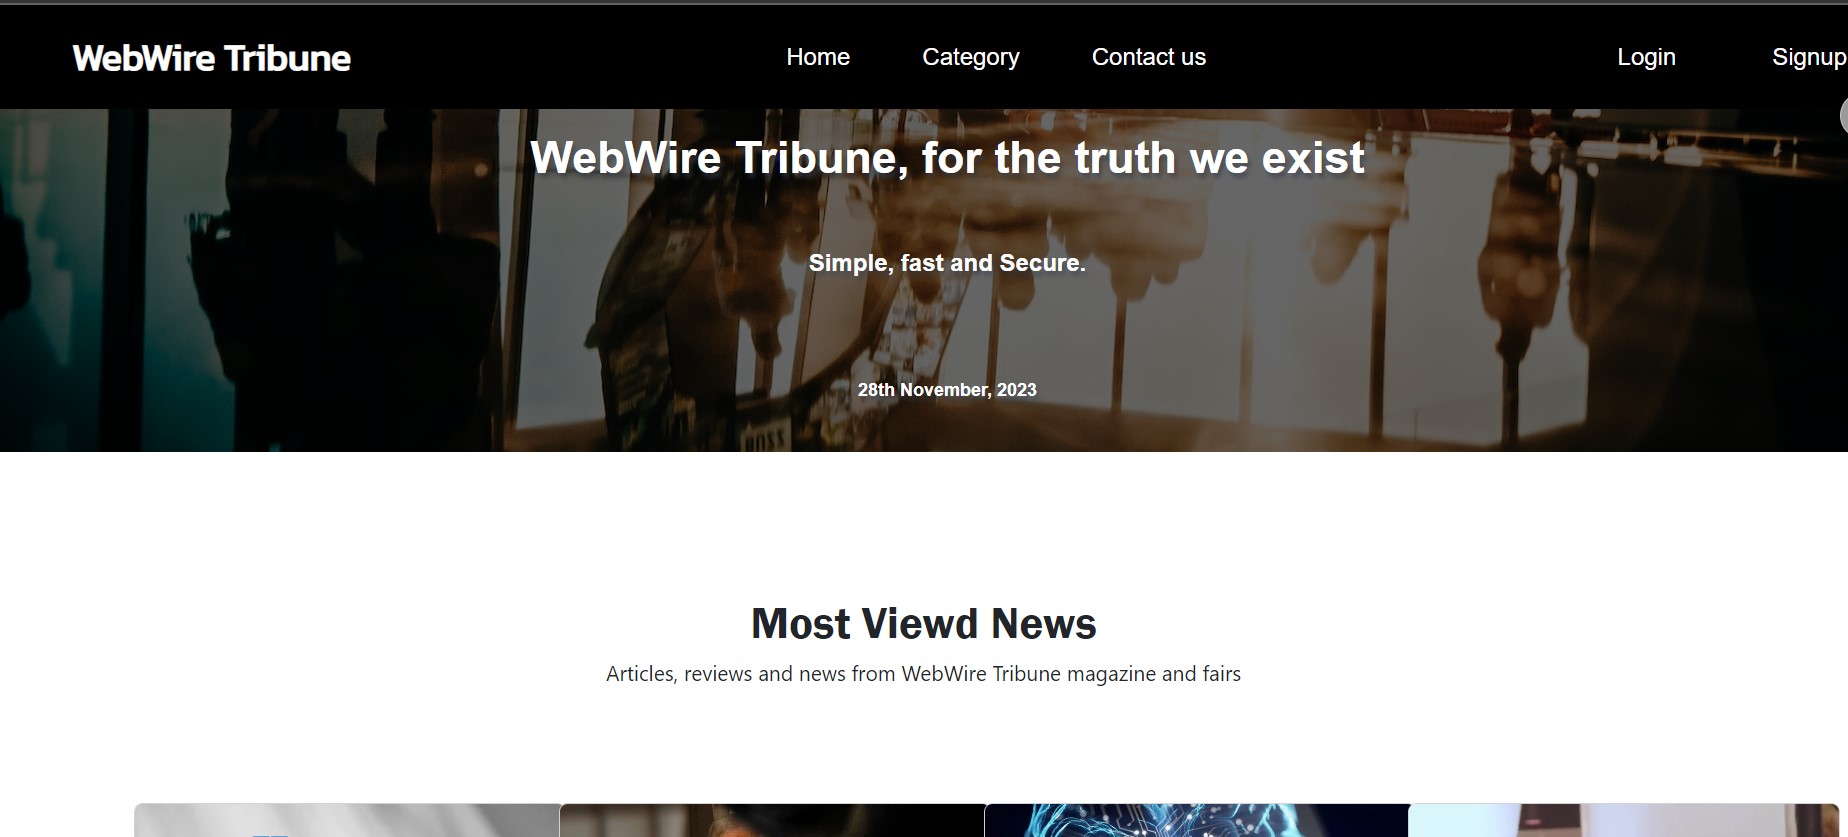 WebWire Tribune
Home
Category
Contact us
Login
Signup
WebWire Tribune, for the truth we exist
Simple, fast and Secure.
28th November, 2023
BOSS
Most Viewd News
Articles, reviews and news from WebWire Tribune magazine and fairs